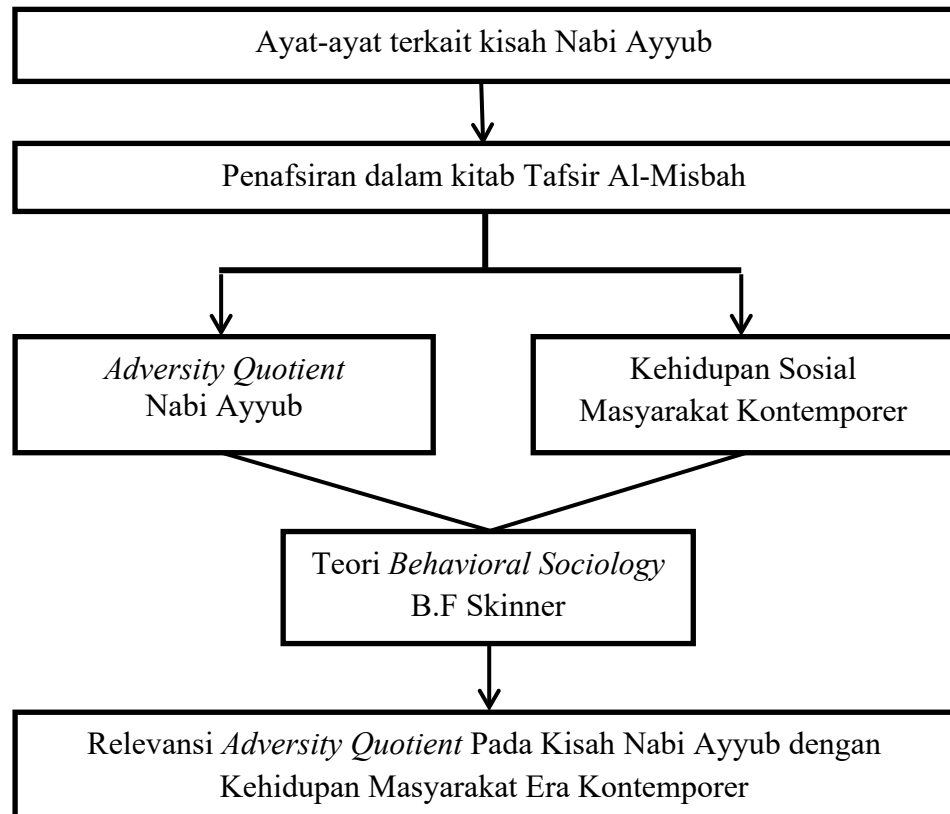 Ayat-ayat terkait kisah Nabi Ayyub
Penafsiran dalam kitab Tafsir Al-Misbah
Adversity Quotient
Nabi Ayyub
Kehidupan Sosial
Masyarakat Kontemporer
Teori Behavioral Sociology
B.F Skinner
Relevansi Adversity Quotient Pada Kisah Nabi Ayyub dengan
Kehidupan Masyarakat Era Kontemporer